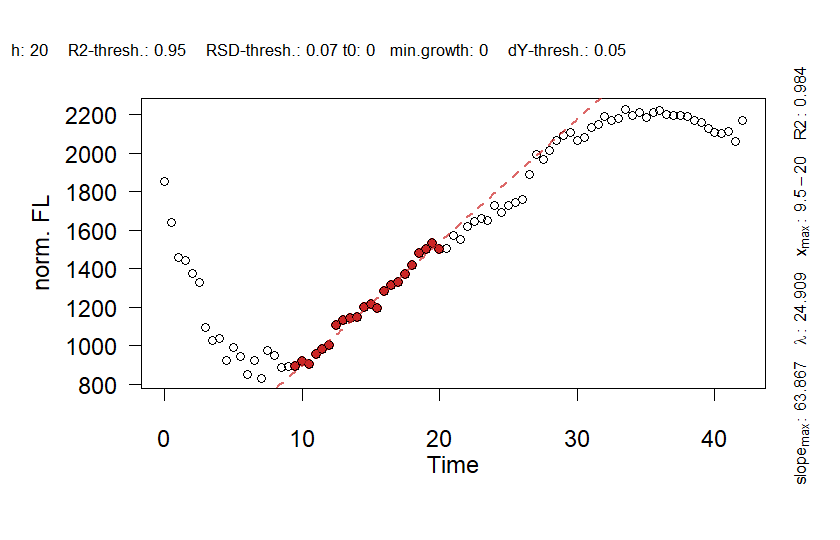 h: 20 R2-thresh.: 0.95 RSD-thresh.: 0.07 t0: 0 min.growth: 0 dY-thresh.: 0.05
norm. FL
2200
2000
1800
1600
1400
1200
1000
800
0 10 20 30 40
Time
slopemax: 63.867 λ: 24.909 xmax: 9.5 − 20 R2: 0.984